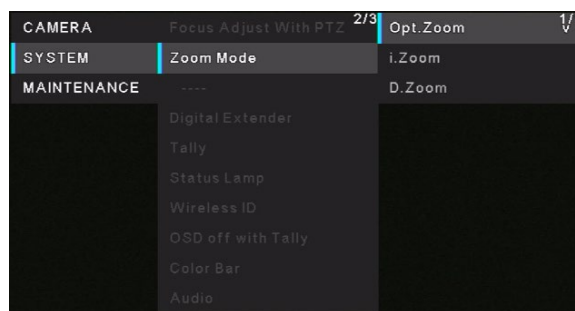 CAMERA
SYSTEM
MAINTENANCE
Focus Adjust With PTZ 2/3
Zoom Mode
----
Digital Extender
Tally
Status Lamp
Wireless ID
OSD off with Tally
Color Bar
Audio
Opt.Zoom 1/
i.Zoom
D.Zoom